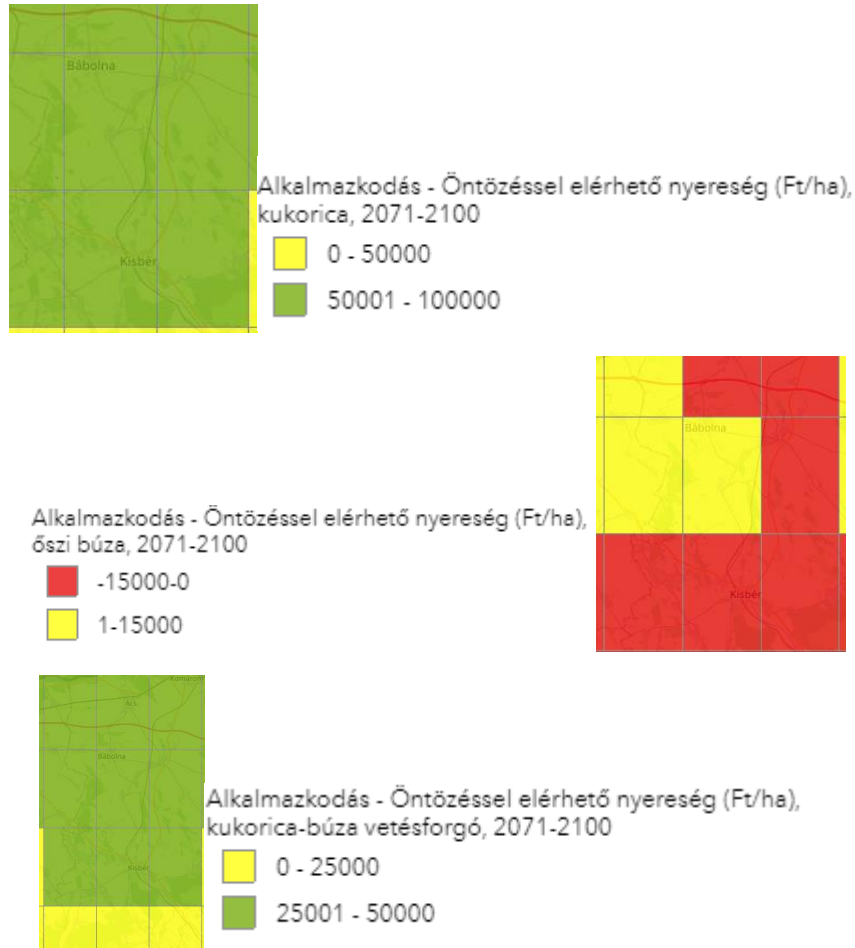 Bábolna
Kisbér
Alkalmazkodás - Öntözéssel elérhető nyereség (Ft/ha),
kukorica, 2071-2100
0 - 50000
50001 - 100000
Bábolna
Kisbér
Alkalmazkodás - Öntözéssel elérhető nyereség (Ft/ha),
őszi búza, 2071-2100
-15000-0
1-15000
Komárom
Ács
Bábolna
Kisbér
Alkalmazkodás - Öntözéssel elérhető nyereség (Ft/ha),
kukorica-búza vetésforgó, 2071-2100
0 - 25000
25001 - 50000